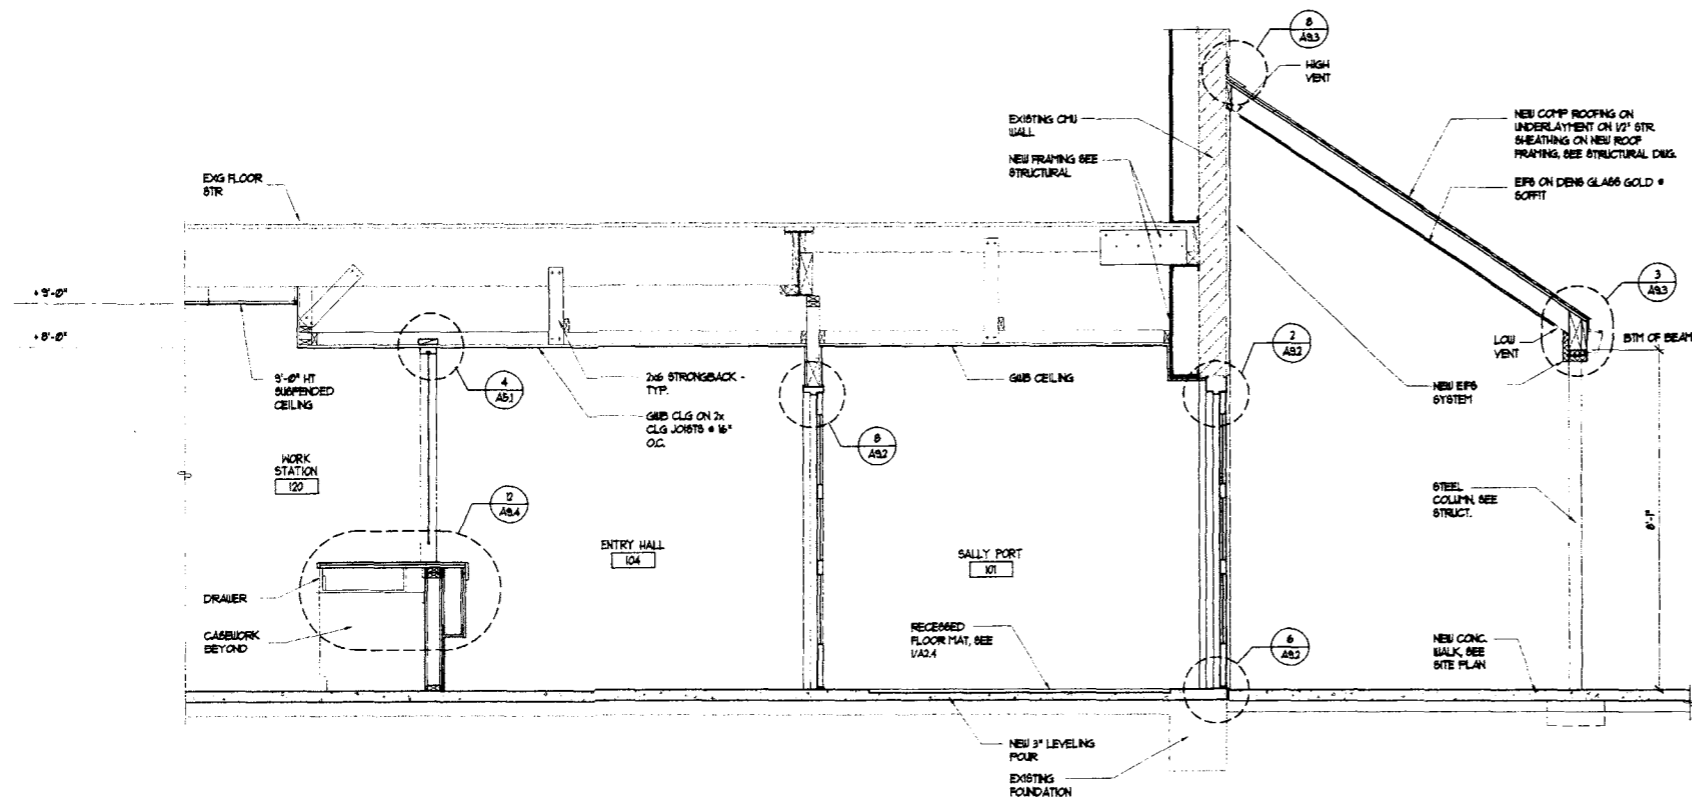 8
A9.3
HIGH
VENT
EXISTING CMU
WALL
NEW FRAMING SEE
STRUCTURAL
NEW COMP ROOFING ON
UNDERLAYMENT ON 1/2" STR.
SHEATHING ON NEW ROOF
FRAMING, SEE STRUCTURAL DWG.
EIFS ON DENS GLASS GOLD @
SOFFIT
EXG FLOOR
STR
+9'-0"
+8'-0"
3
A9.3
LOW
VENT
BTM OF BEAM
2
A9.2
9'-0" HT
SUSPENDED
CEILING
4
A5.1
2x6 STRONGBACK -
TYP.
GWB CLG ON 2x
CLG JOISTS @ 16"
O.C.
GWB CEILING
NEW EIFS
SYSTEM
8
A9.2
WORK
STATION
120
12
A9.4
STEEL
COLUMN, SEE
STRUCT.
8'-1"
ENTRY HALL
104
SALLY PORT
101
DRAWER
CASEWORK
BEYOND
RECESSED
FLOOR MAT, SEE
1/A2.4
6
A9.2
NEW CONC.
WALK, SEE
SITE PLAN
NEW 3" LEVELING
POUR
EXISTING
FOUNDATION